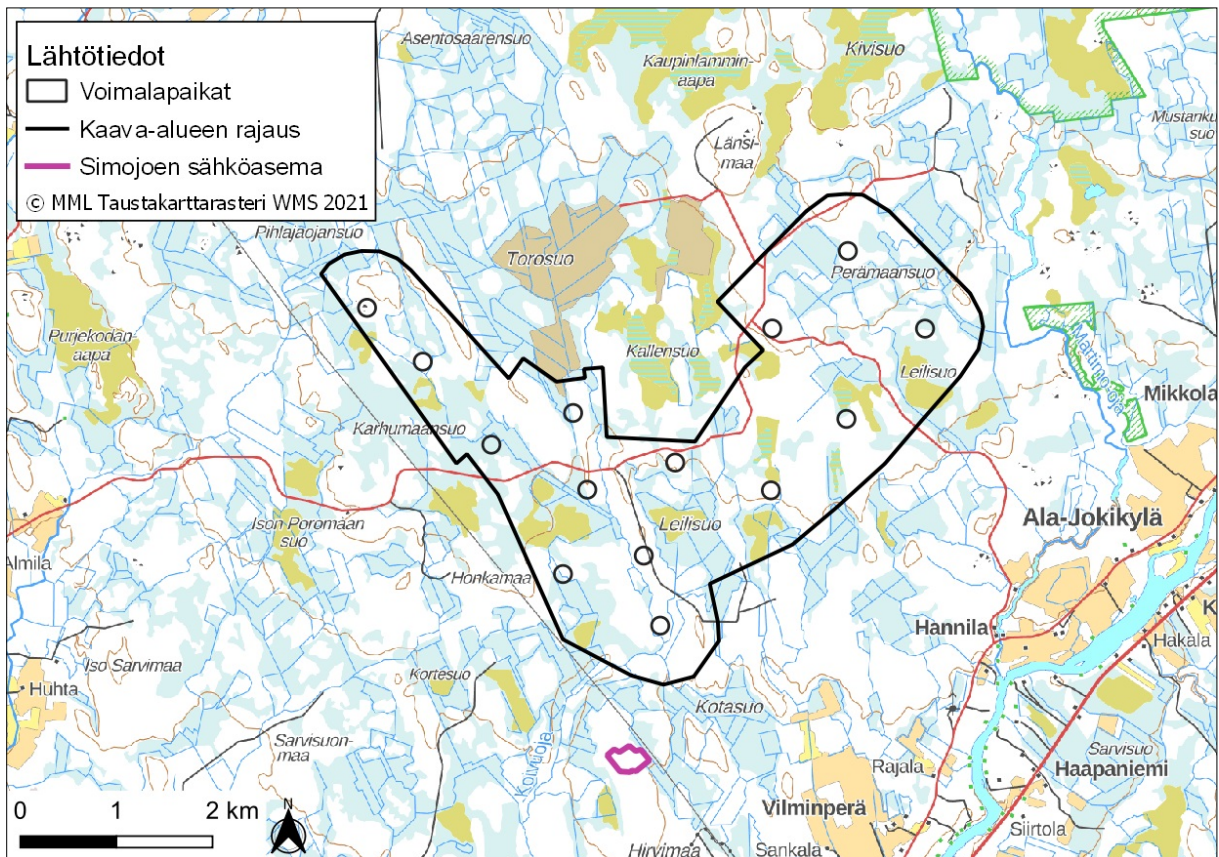 Lähtötiedot
Voimalapaikat
Kaava-alueen rajaus
Simojoen sähköasema
© MML Taustakarttarasteri WMS 2021
Asentosaarensuo
Kaupinlammin-
aapa
Kivisuo
Länsi-
maa
Pihlajaojansuo
Torosuo
Perämaansuo
Purjekodan-
aapa
Kallensuo
Leilisuo
Martimooja
Mikkola
Karhumaansuo
Ison Poromaan
suo
Leilisuo
Ala-Jokikylä
Almila
Honkamaa
Hannila
K
Hakala
Iso Sarvimaa
Huhta
Kortesuo
Kotasuo
Sarvisuon-
maa
Koivuoja
Sarvisuo
Rajala
Haapaniemi
Vilminperä
Siirtola
Hirvimaa
Sankala
0 1 2 km
N